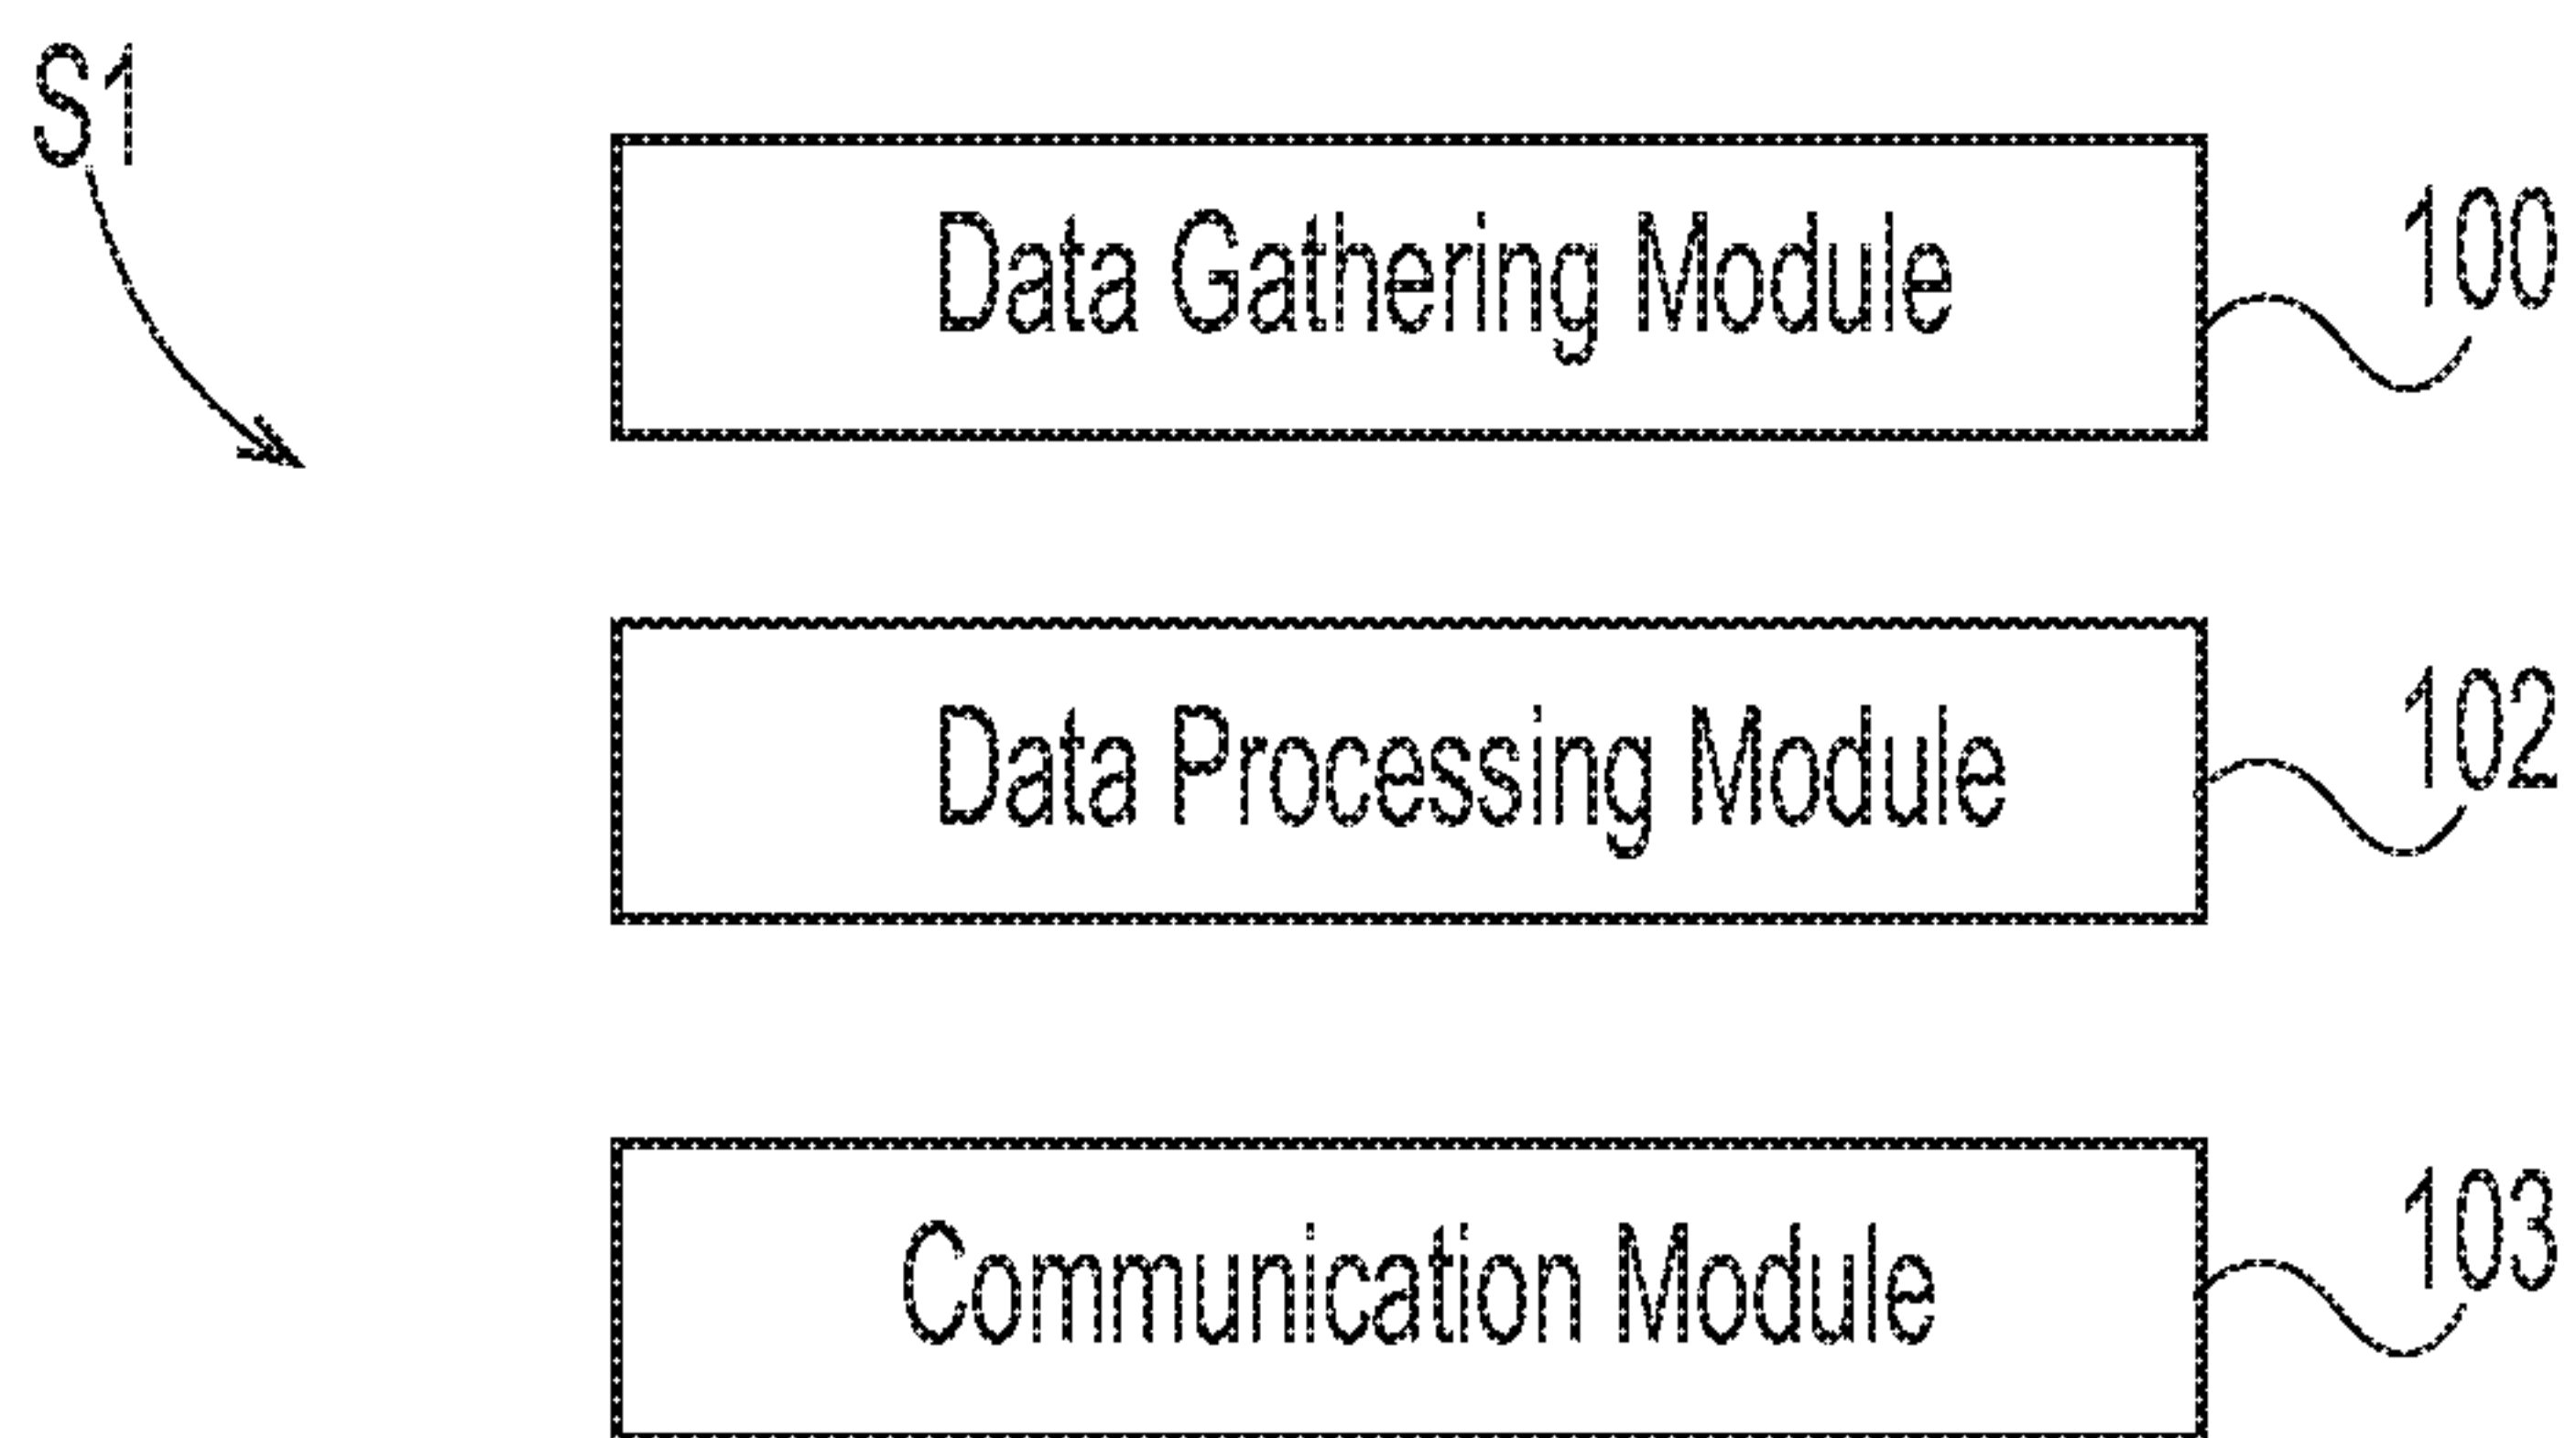 S1
Data Gathering Module
100
Data Processing Module
102
Communication Module
103